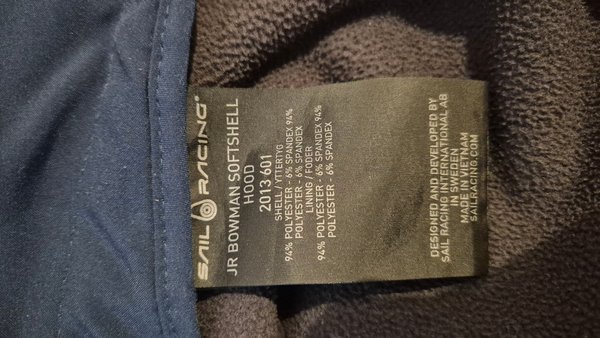 SAIL RACING®
JR BOWMAN SOFTSHELL
HOOD
2013 601
SHELL / YTTERTYG
94% POLYESTER - 6% SPANDEX 94%
POLYESTER - 6% SPANDEX
LINING / FODER
94% POLYESTER - 6% SPANDEX 94%
POLYESTER - 6% SPANDEX
DESIGNED AND DEVELOPED BY
SAIL RACING INTERNATIONAL AB
IN SWEDEN
MADE IN VIETNAM
SAILRACING.COM